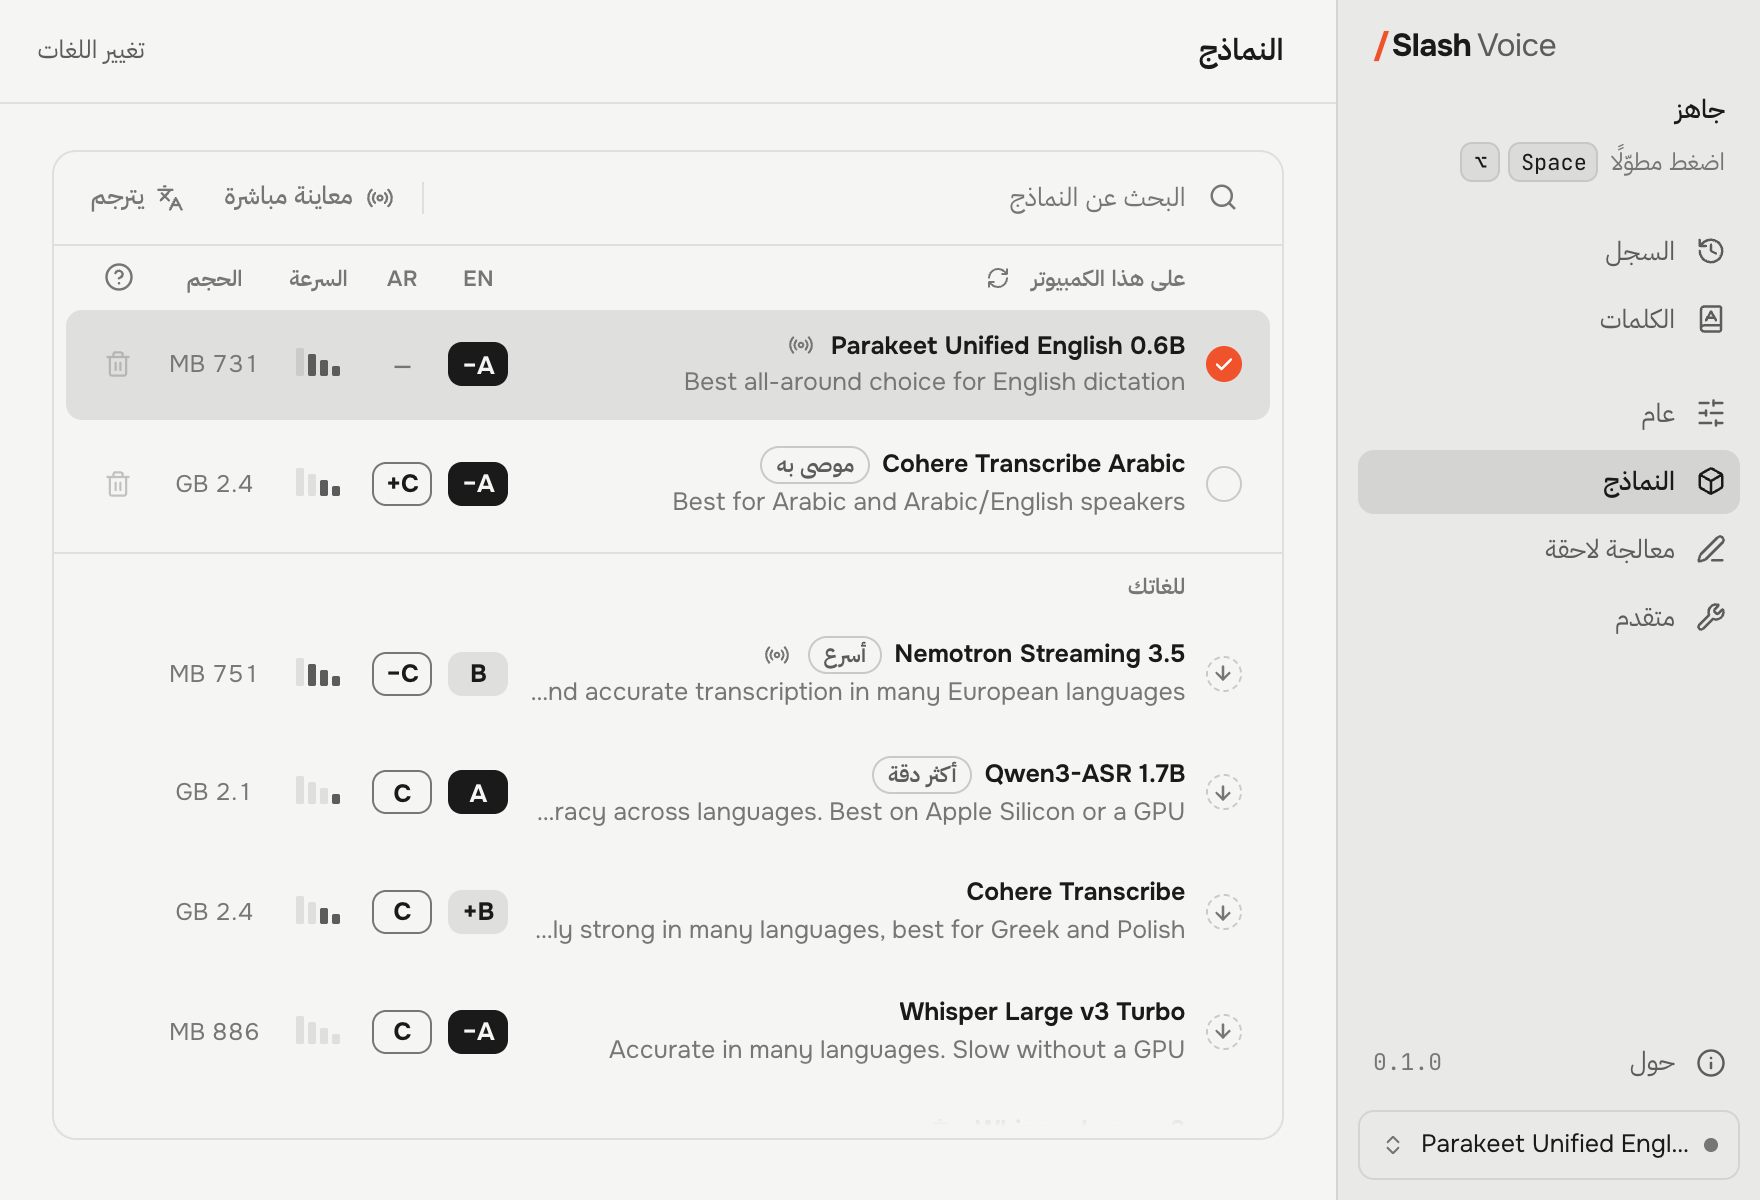 /Slash Voice
جاهز
اضغط مطوّلًا Space ⌥
السجل
الكلمات
عام
النماذج
معالجة لاحقة
متقدم
حول 0.1.0
Parakeet Unified Engl...
النماذج
تغيير اللغات
البحث عن النماذج
معاينة مباشرة
يترجم
على هذا الكمبيوتر EN AR السرعة الحجم
Parakeet Unified English 0.6B
Best all-around choice for English dictation
−A – MB 731
Cohere Transcribe Arabic موصى به
Best for Arabic and Arabic/English speakers
−A +C GB 2.4
للغاتك
Nemotron Streaming 3.5 أسرع
...nd accurate transcription in many European languages
B −C MB 751
Qwen3-ASR 1.7B أكثر دقة
...racy across languages. Best on Apple Silicon or a GPU
A C GB 2.1
Cohere Transcribe
...ly strong in many languages, best for Greek and Polish
+B C GB 2.4
Whisper Large v3 Turbo
Accurate in many languages. Slow without a GPU
−A C MB 886